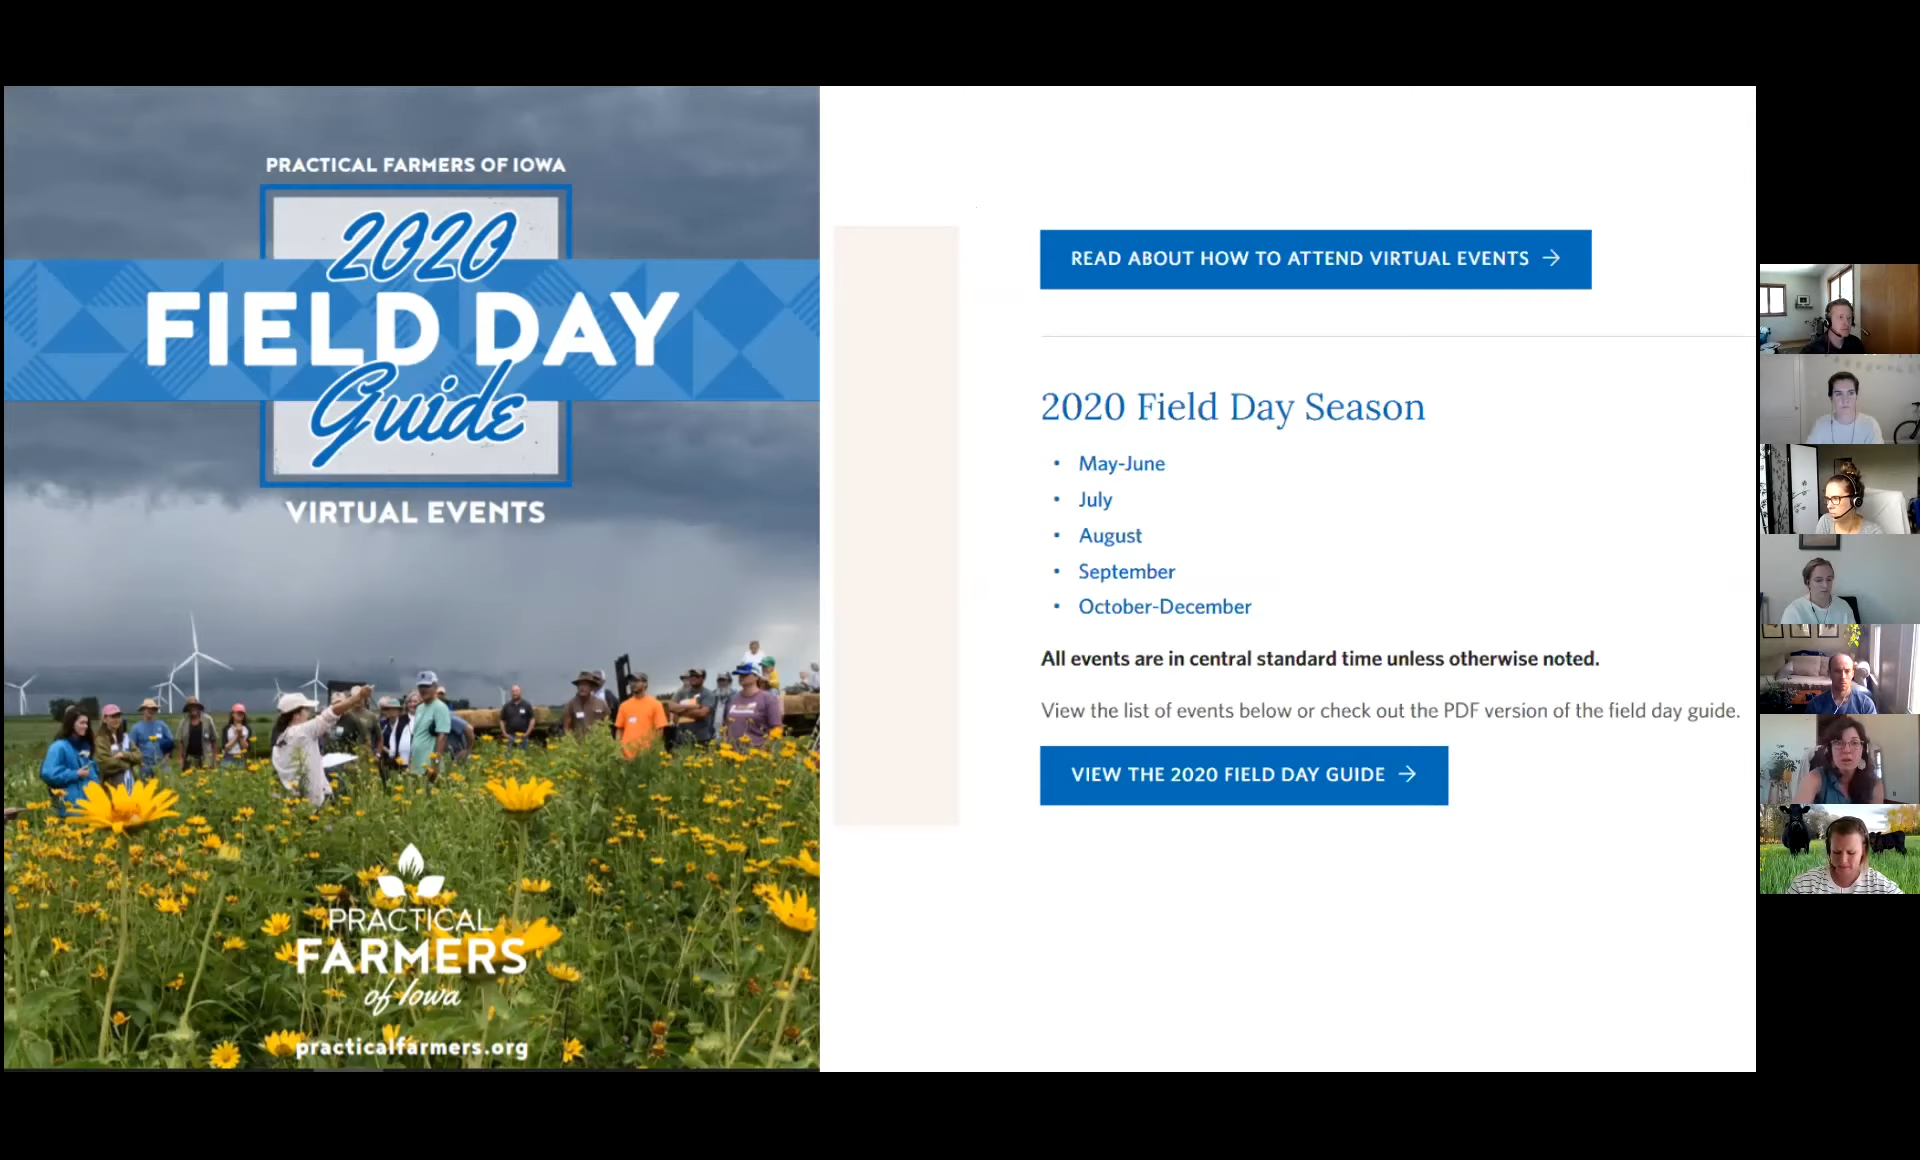 PRACTICAL FARMERS OF IOWA
2020
FIELD DAY
Guide
VIRTUAL EVENTS
PRACTICAL
FARMERS
of Iowa
practicalfarmers.org
READ ABOUT HOW TO ATTEND VIRTUAL EVENTS →
2020 Field Day Season
• May-June
• July
• August
• September
• October-December
All events are in central standard time unless otherwise noted.
View the list of events below or check out the PDF version of the field day guide.
VIEW THE 2020 FIELD DAY GUIDE →